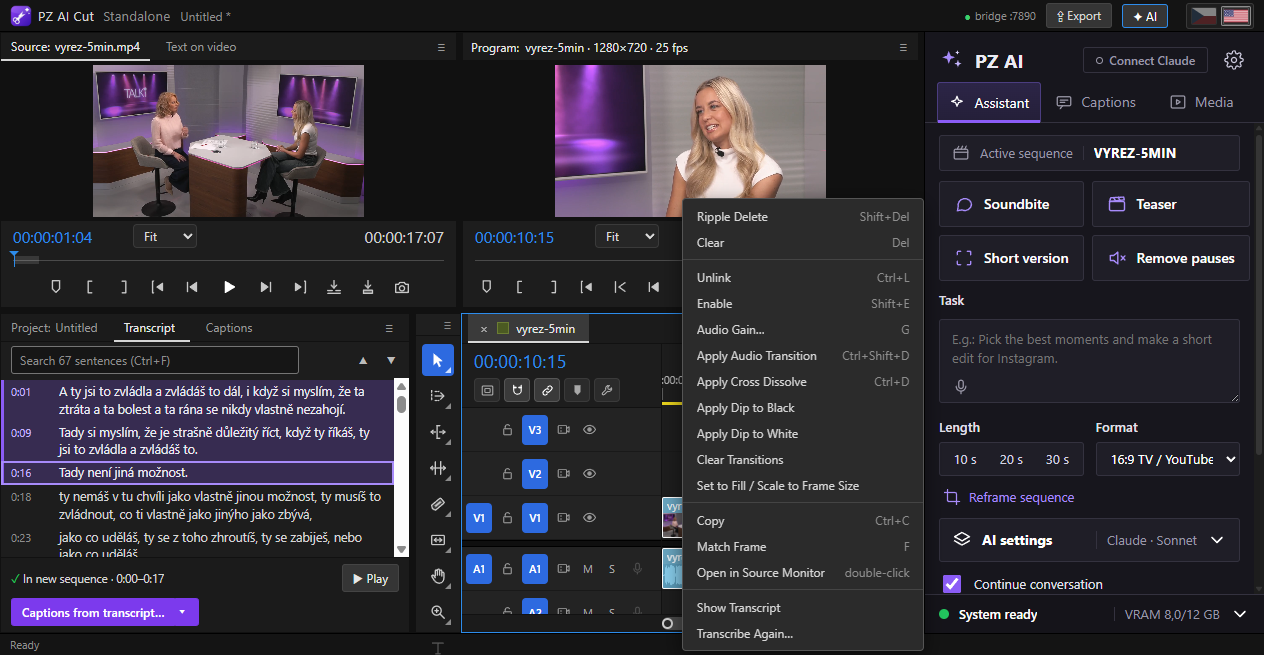 PZ AI Cut Standalone Untitled *
bridge :7890
Export
AI
Source: vyrez-5min.mp4
Text on video
Program: vyrez-5min · 1280×720 · 25 fps
TALK
00:00:01:04
Fit
00:00:17:07
00:00:10:15
Fit
Project: Untitled
Transcript
Captions
Search 67 sentences (Ctrl+F)
0:01
A ty jsi to zvládla a zvládáš to dál, i když si myslím, že ta
ztráta a ta bolest a ta rána se nikdy vlastně nezahojí.
0:09
Tady si myslím, že je strašně důležitý říct, když ty říkáš, ty
jsi to zvládla a zvládáš to.
0:16
Tady není jiná možnost.
0:18
ty nemáš v tu chvíli jako vlastně jinou možnost, ty musíš to
zvládnout, co ti vlastně jako jinýho jako zbývá,
0:23
jako co uděláš, ty se z toho zhroutíš, ty se zabiješ, nebo
jako co uděláš
✓ In new sequence · 0:00–0:17
Play
Captions from transcript...
Ready
vyrez-5min
00:00:10:15
:00:0
V3
V2
V1
V1
vyr
A1
A1
M
S
A2
M
S
Ripple Delete Shift+Del
Clear Del
Unlink Ctrl+L
Enable Shift+E
Audio Gain... G
Apply Audio Transition Ctrl+Shift+D
Apply Cross Dissolve Ctrl+D
Apply Dip to Black
Apply Dip to White
Clear Transitions
Set to Fill / Scale to Frame Size
Copy Ctrl+C
Match Frame F
Open in Source Monitor double-click
Show Transcript
Transcribe Again...
PZ AI
Connect Claude
Assistant
Captions
Media
Active sequence VYREZ-5MIN
Soundbite
Teaser
Short version
Remove pauses
Task
E.g.: Pick the best moments and make a short
edit for Instagram.
Length
Format
10 s 20 s 30 s
16:9 TV / YouTube
Reframe sequence
AI settings
Claude · Sonnet
Continue conversation
System ready
VRAM 8,0/12 GB